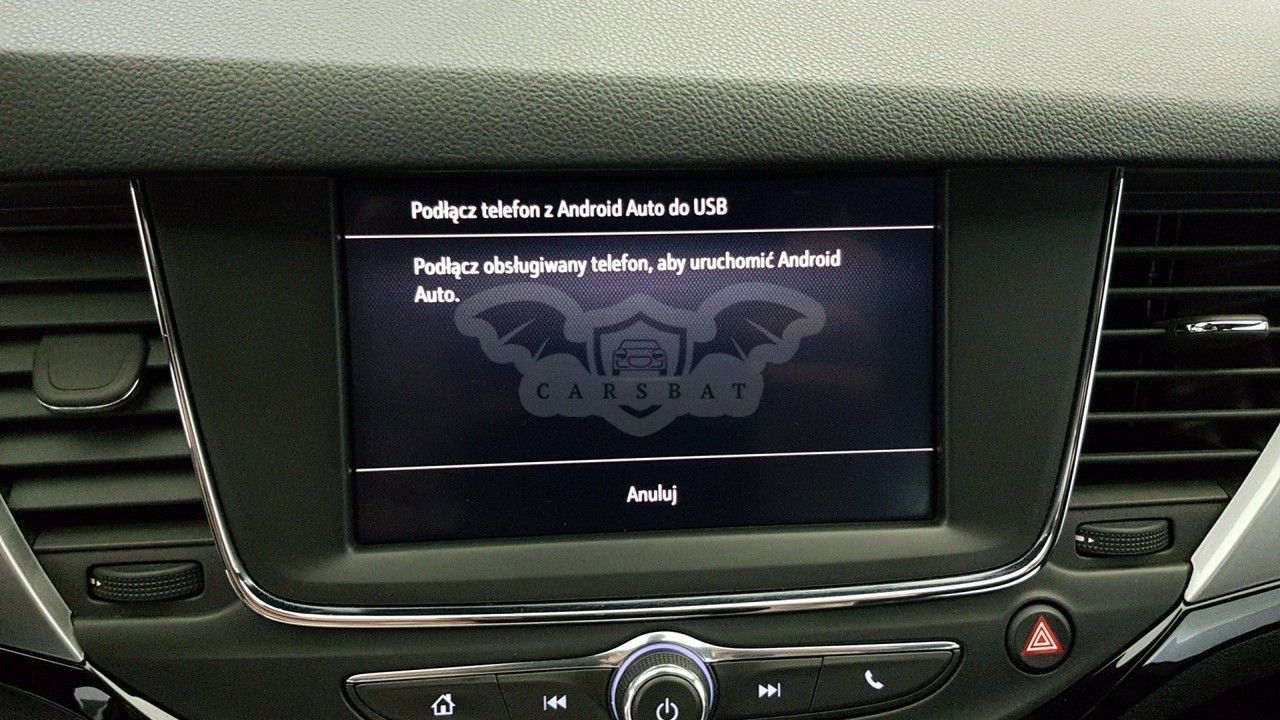 Podłącz telefon z Android Auto do USB
Podłącz obsługiwany telefon, aby uruchomić Android
Auto.
CARSBAT
Anuluj